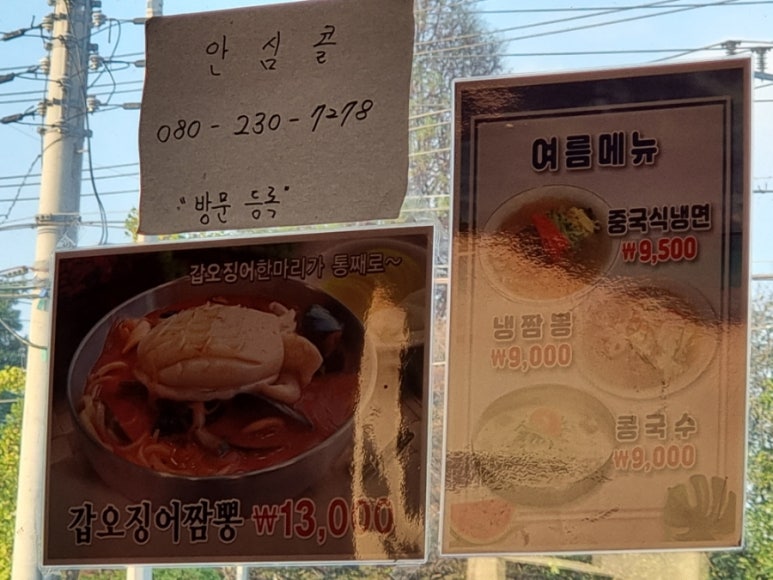 안심콜
080-230-7278
"방문 등록"
갑오징어한마리가 통째로~
갑오징어짬뽕 ₩13,000
여름메뉴
중국식냉면
₩9,500
냉짬뽕
₩9,000
콩국수
₩9,000